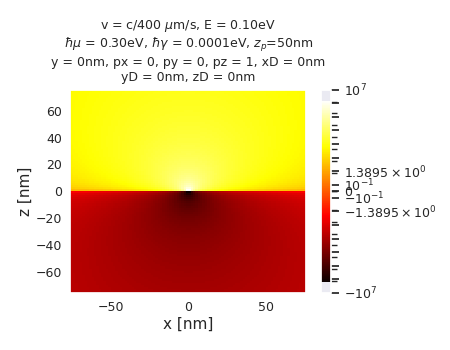 v = c/400 μm/s, E = 0.10eV
ℏμ = 0.30eV, ℏγ = 0.0001eV, z_p=50nm
y = 0nm, px = 0, py = 0, pz = 1, xD = 0nm
yD = 0nm, zD = 0nm
10^7
60
40
20
0
−20
−40
−60
z [nm]
1.3895 × 10^0
10^−1
0
−10^−1
−1.3895 × 10^0
−10^7
−50
0
50
x [nm]